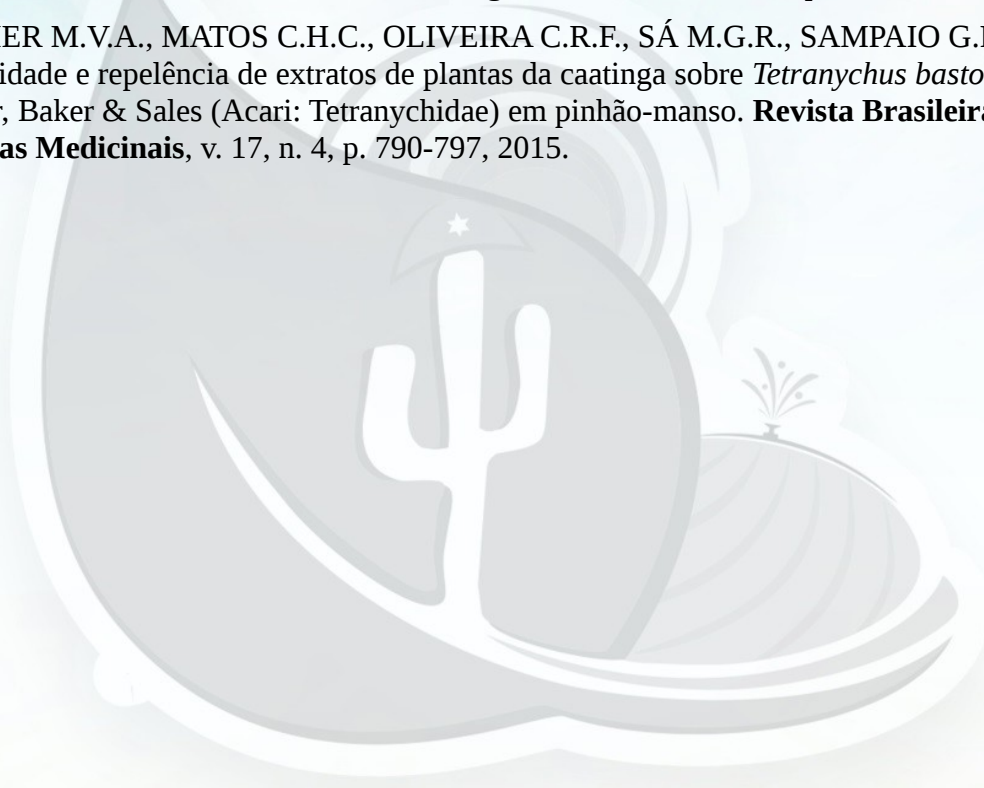 IER M.V.A., MATOS C.H.C., OLIVEIRA C.R.F., SÁ M.G.R., SAMPAIO G.
idade e repelência de extratos de plantas da caatinga sobre Tetranychus basto
, Baker & Sales (Acari: Tetranychidae) em pinhão-manso. Revista Brasileira
as Medicinais, v. 17, n. 4, p. 790-797, 2015.